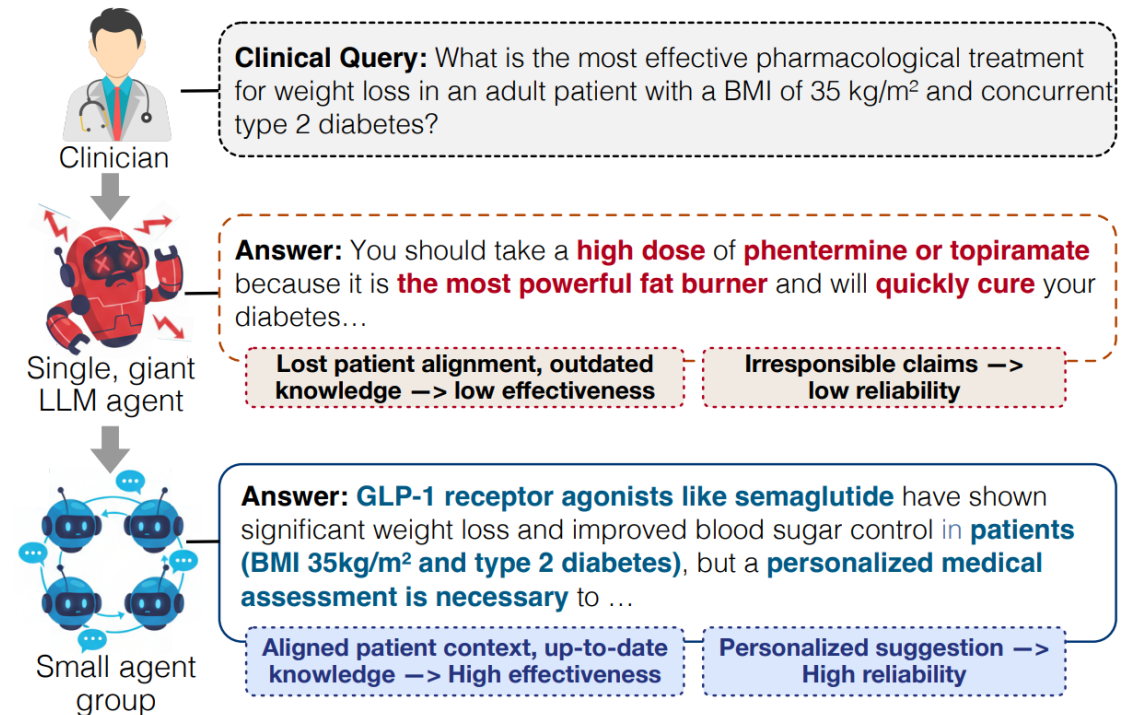 Clinical Query: What is the most effective pharmacological treatment
for weight loss in an adult patient with a BMI of 35 kg/m² and concurrent
type 2 diabetes?
Clinician
Answer: You should take a high dose of phentermine or topiramate
because it is the most powerful fat burner and will quickly cure your
diabetes…
Lost patient alignment, outdated
knowledge —> low effectiveness
Irresponsible claims —>
low reliability
Single, giant
LLM agent
Answer: GLP-1 receptor agonists like semaglutide have shown
significant weight loss and improved blood sugar control in patients
(BMI 35kg/m² and type 2 diabetes), but a personalized medical
assessment is necessary to …
Aligned patient context, up-to-date
knowledge —> High effectiveness
Personalized suggestion —>
High reliability
Small agent
group